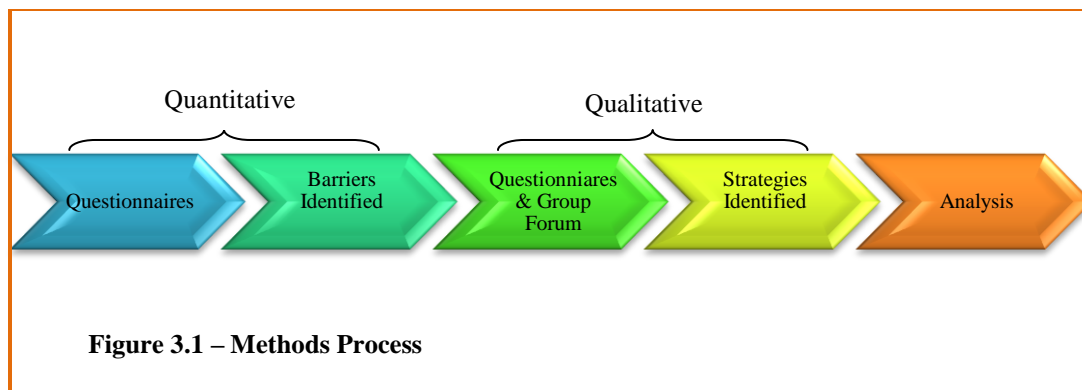 Quantitative
Qualitative
Questionnaires
Barriers
Identified
Questionniares
& Group
Forum
Strategies
Identified
Analysis
Figure 3.1 – Methods Process